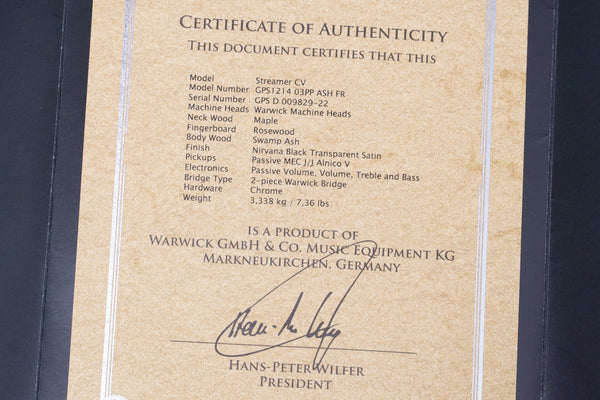 Certificate of Authenticity
This document certifies that this
Model Streamer CV
Model Number GPS1214 03PP ASH FR
Serial Number GPS D 009829-22
Machine Heads Warwick Machine Heads
Neck Wood Maple
Fingerboard Rosewood
Body Wood Swamp Ash
Finish Nirvana Black Transparent Satin
Pickups Passive MEC J/J Alnico V
Electronics Passive Volume, Volume, Treble and Bass
Bridge Type 2-piece Warwick Bridge
Hardware Chrome
Weight 3,338 kg / 7,36 lbs
is a product of
Warwick GmbH & Co. Music Equipment KG
Markneukirchen, Germany
Hans-Peter Wilfer
President